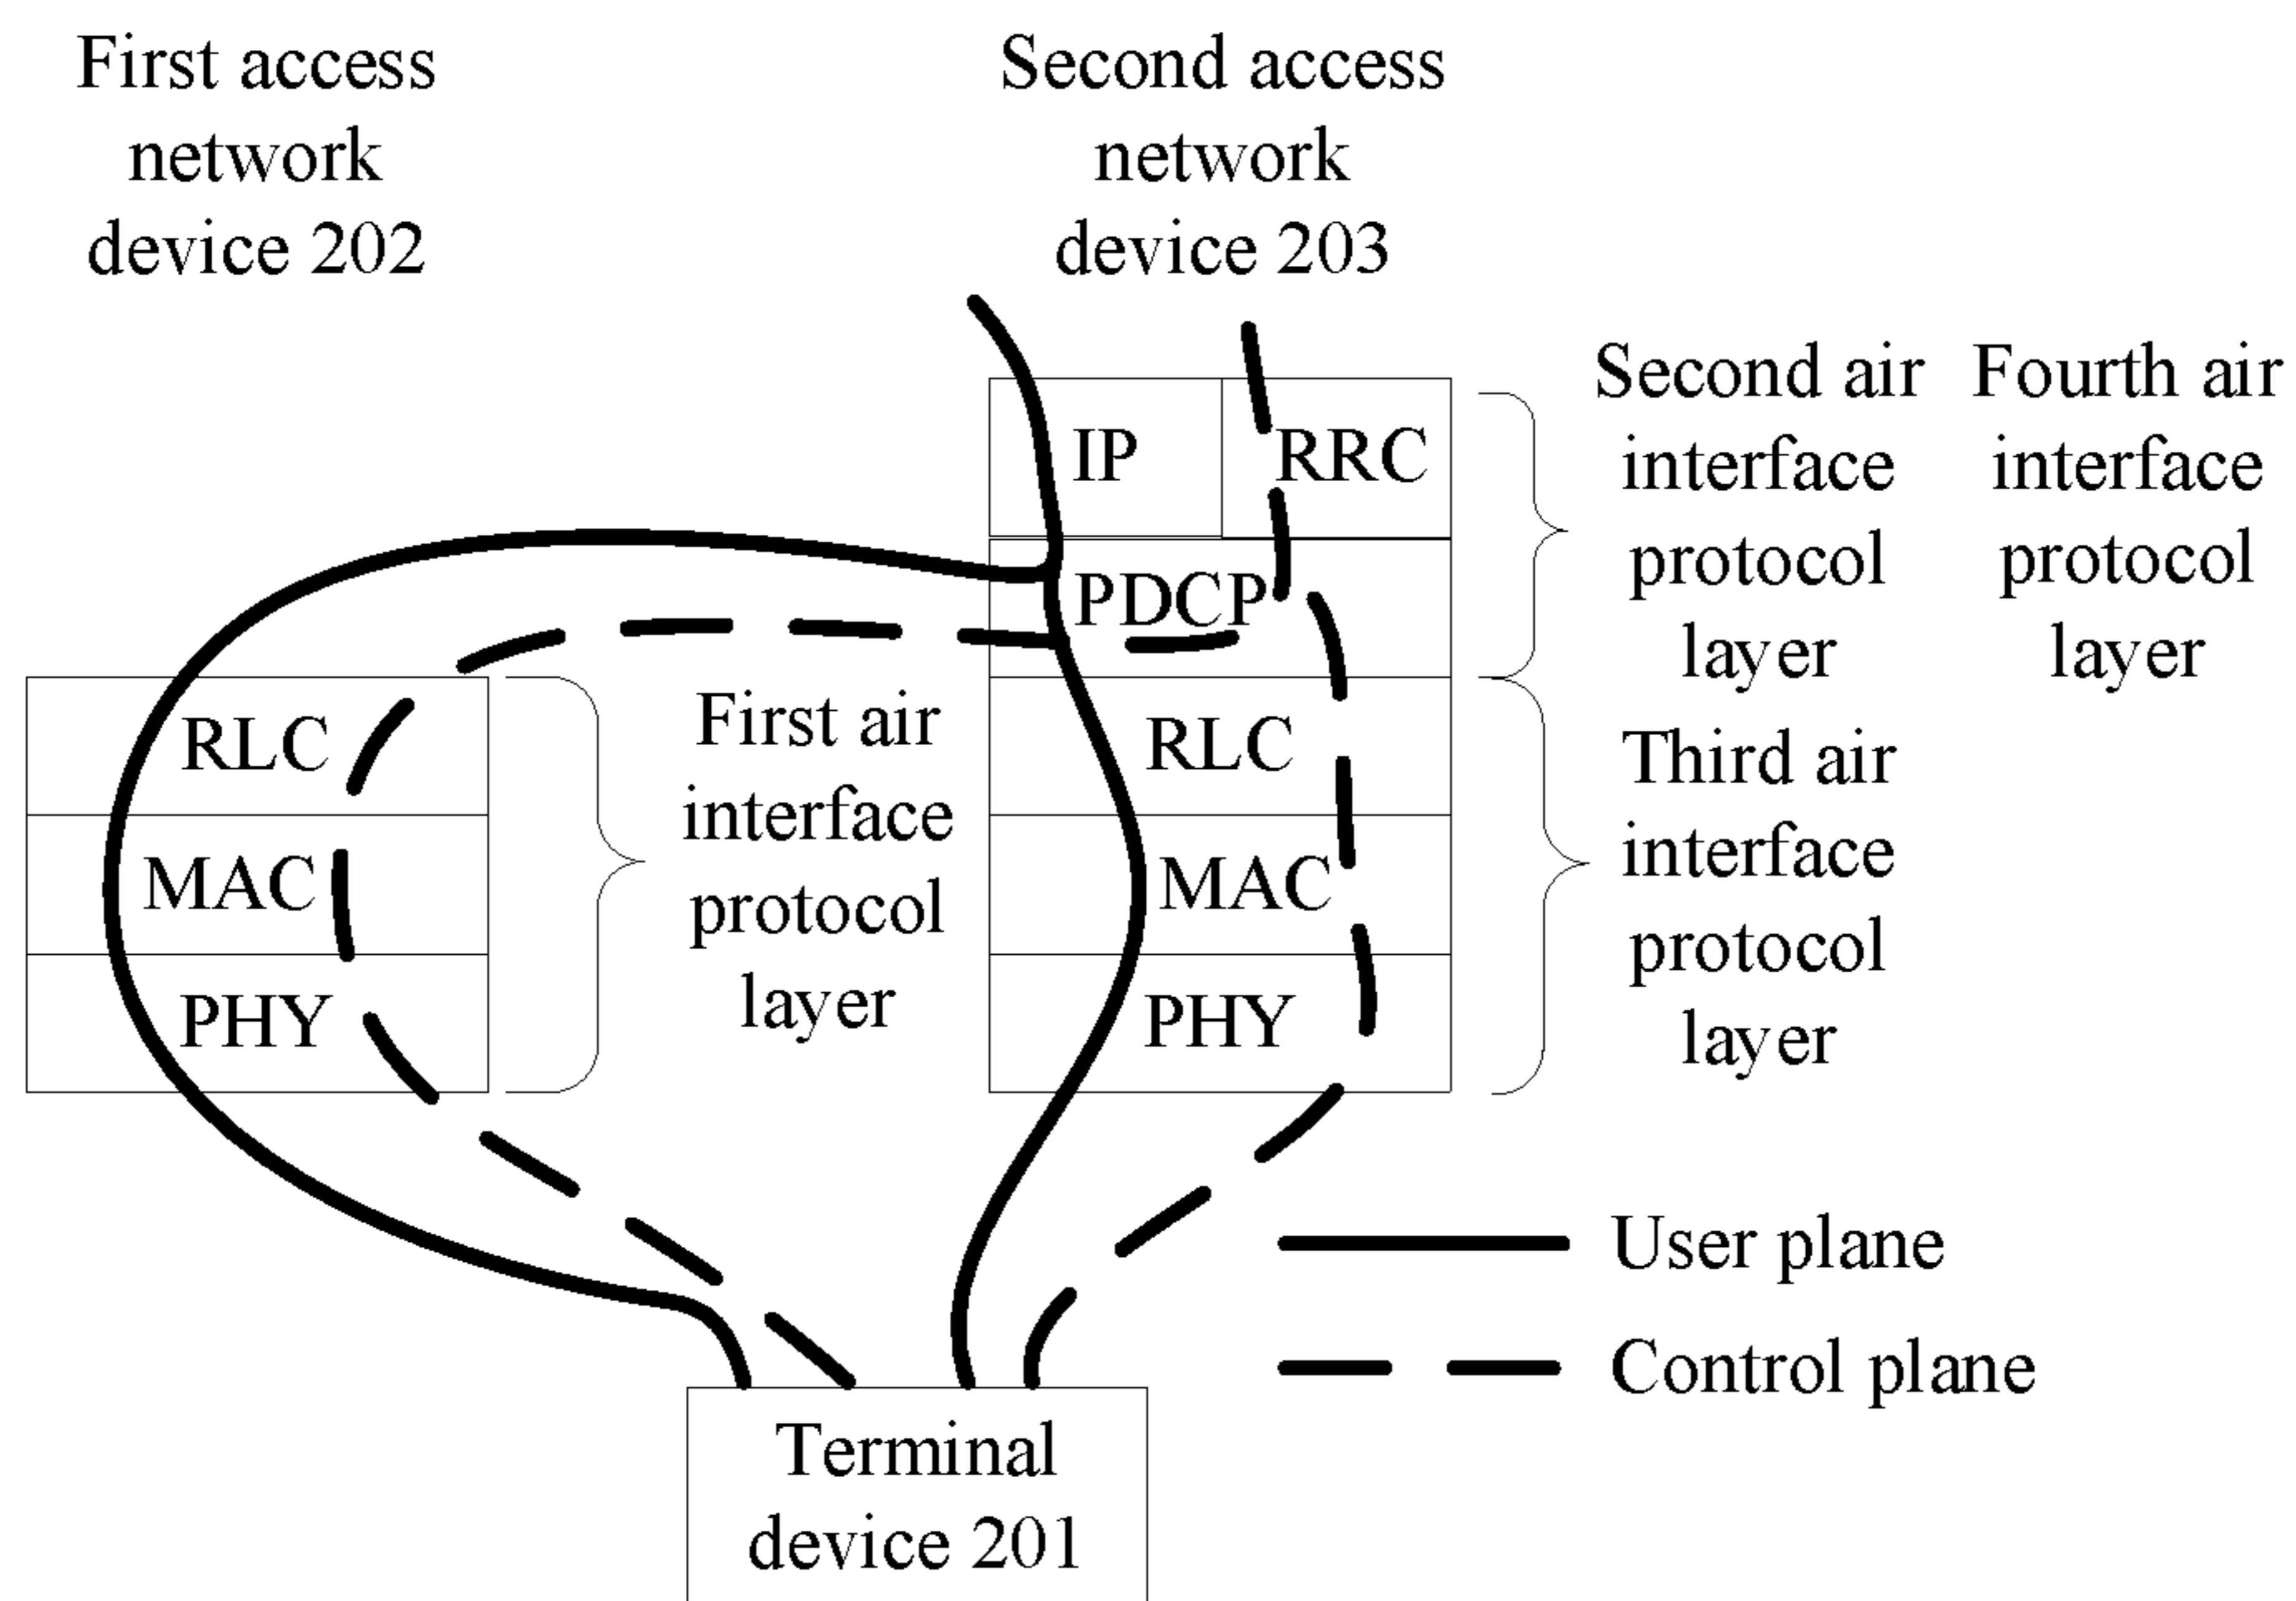 First access
network
device 202
Second access
network
device 203
IP
RRC
PDCP
RLC
MAC
PHY
Second air
interface
protocol
layer
Fourth air
interface
protocol
layer
RLC
MAC
PHY
First air
interface
protocol
layer
Third air
interface
protocol
layer
User plane
Control plane
Terminal
device 201